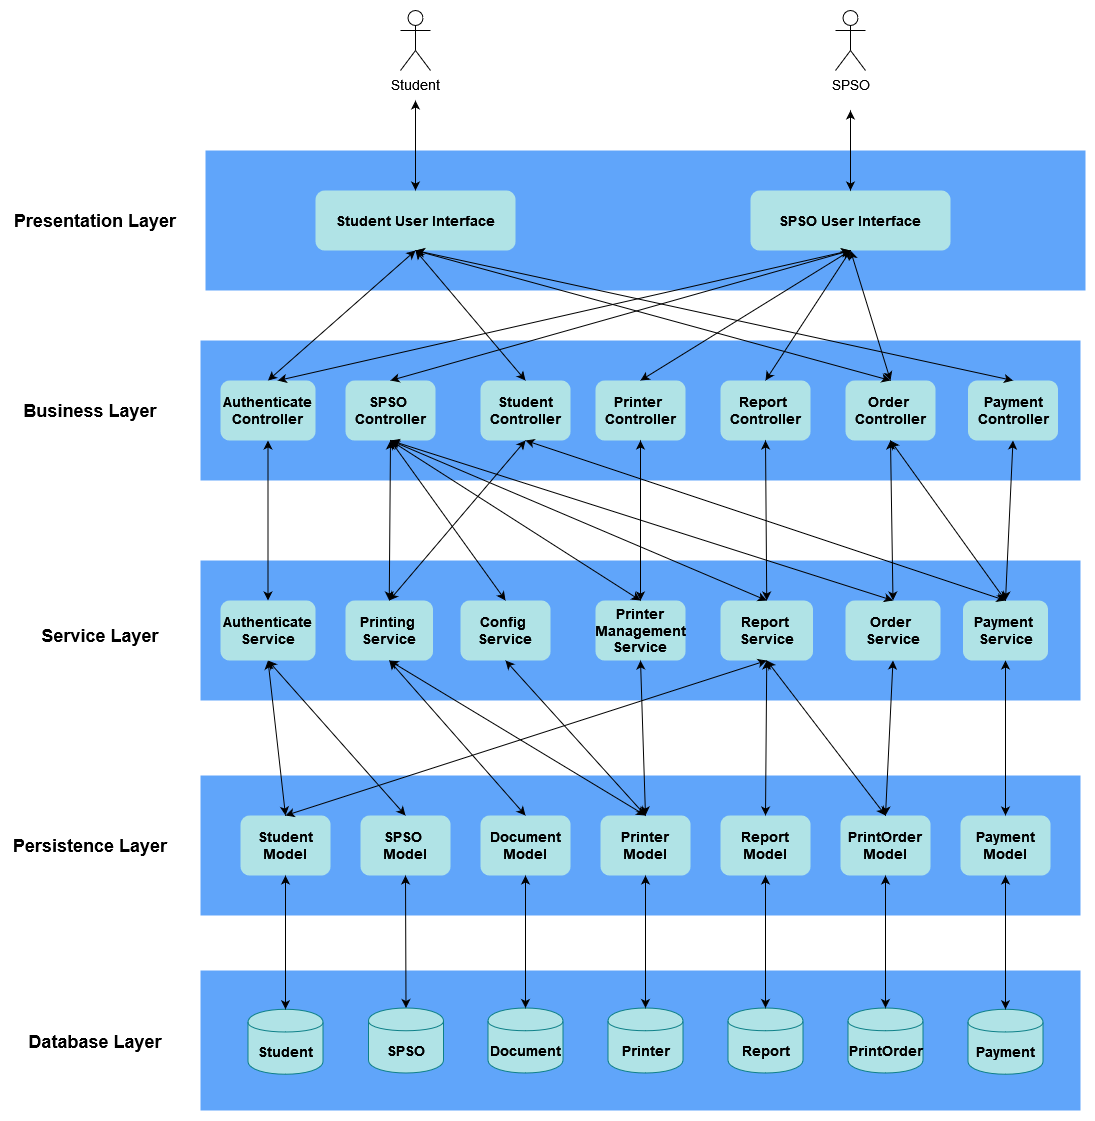 Student
SPSO
Presentation Layer
Student User Interface
SPSO User Interface
Business Layer
Authenticate
Controller
SPSO
Controller
Student
Controller
Printer
Controller
Report
Controller
Order
Controller
Payment
Controller
Service Layer
Authenticate
Service
Printing
Service
Config
Service
Printer
Management
Service
Report
Service
Order
Service
Payment
Service
Persistence Layer
Student
Model
SPSO
Model
Document
Model
Printer
Model
Report
Model
PrintOrder
Model
Payment
Model
Database Layer
Student
SPSO
Document
Printer
Report
PrintOrder
Payment